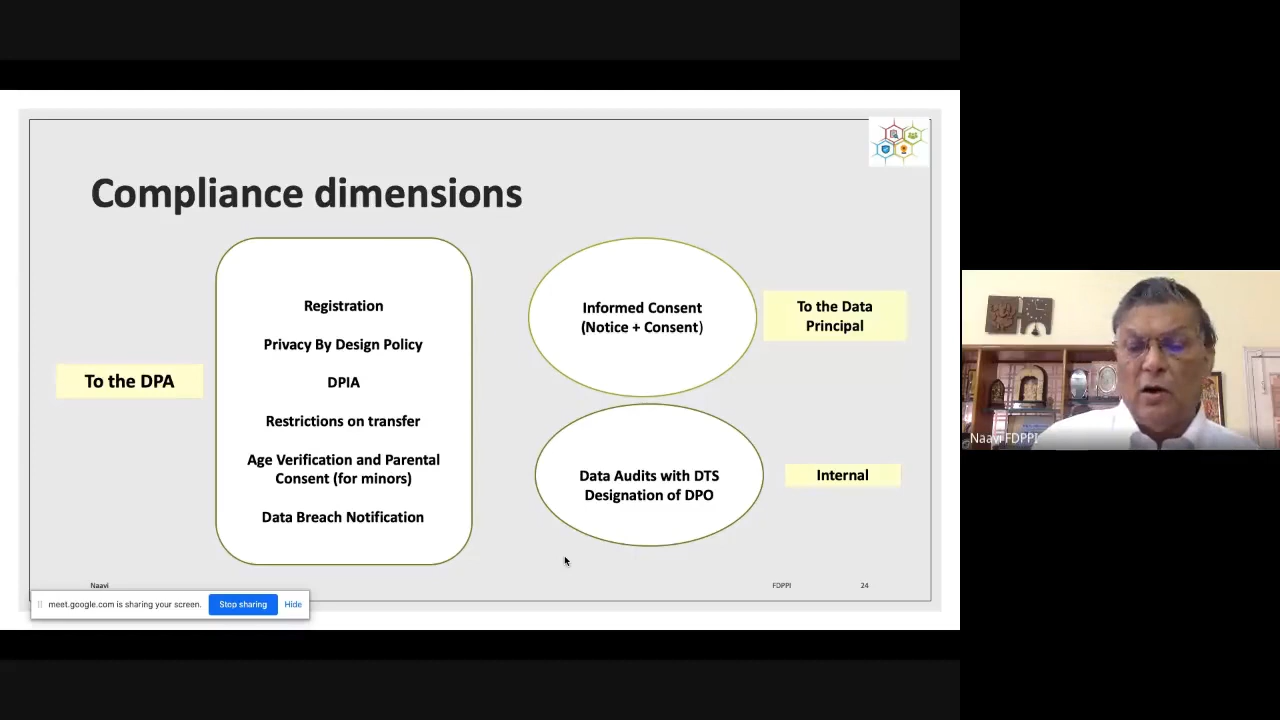 Compliance dimensions
To the DPA
Registration
Privacy By Design Policy
DPIA
Restrictions on transfer
Age Verification and Parental
Consent (for minors)
Data Breach Notification
Informed Consent
(Notice + Consent)
To the Data
Principal
Data Audits with DTS
Designation of DPO
Internal
Naavi
FDPPI
24
meet.google.com is sharing your screen.
Stop sharing
Hide
Naavi FDPPI